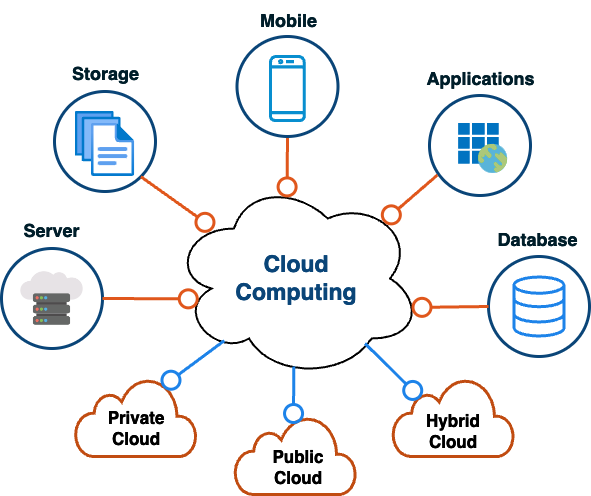 Mobile
Storage
Applications
Server
Database
Cloud
Computing
Private
Cloud
Public
Cloud
Hybrid
Cloud